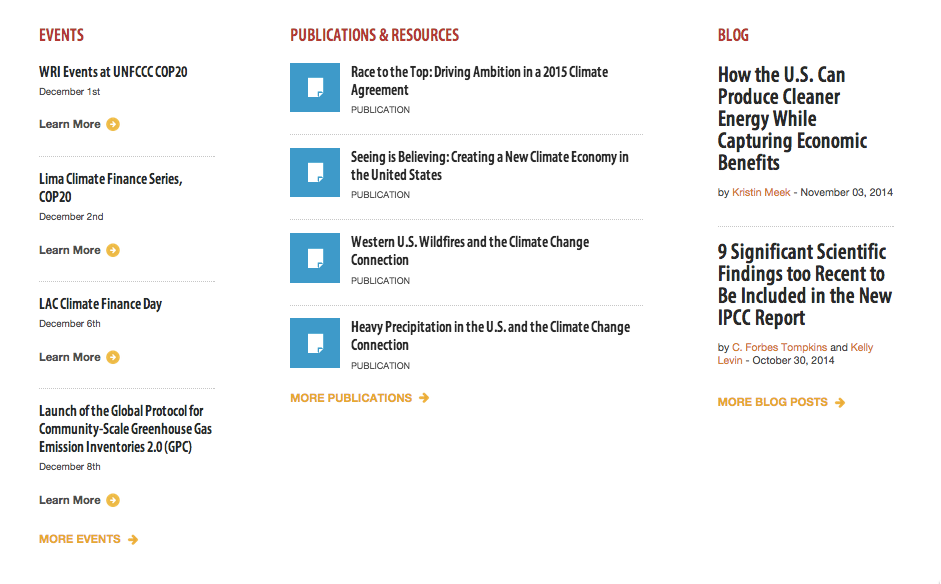 EVENTS
WRI Events at UNFCCC COP20
December 1st
Learn More
Lima Climate Finance Series,
COP20
December 2nd
Learn More
LAC Climate Finance Day
December 6th
Learn More
Launch of the Global Protocol for
Community-Scale Greenhouse Gas
Emission Inventories 2.0 (GPC)
December 8th
Learn More
MORE EVENTS
PUBLICATIONS & RESOURCES
Race to the Top: Driving Ambition in a 2015 Climate
Agreement
PUBLICATION
Seeing is Believing: Creating a New Climate Economy in
the United States
PUBLICATION
Western U.S. Wildfires and the Climate Change
Connection
PUBLICATION
Heavy Precipitation in the U.S. and the Climate Change
Connection
PUBLICATION
MORE PUBLICATIONS
BLOG
How the U.S. Can
Produce Cleaner
Energy While
Capturing Economic
Benefits
by Kristin Meek - November 03, 2014
9 Significant Scientific
Findings too Recent to
Be Included in the New
IPCC Report
by C. Forbes Tompkins and Kelly
Levin - October 30, 2014
MORE BLOG POSTS